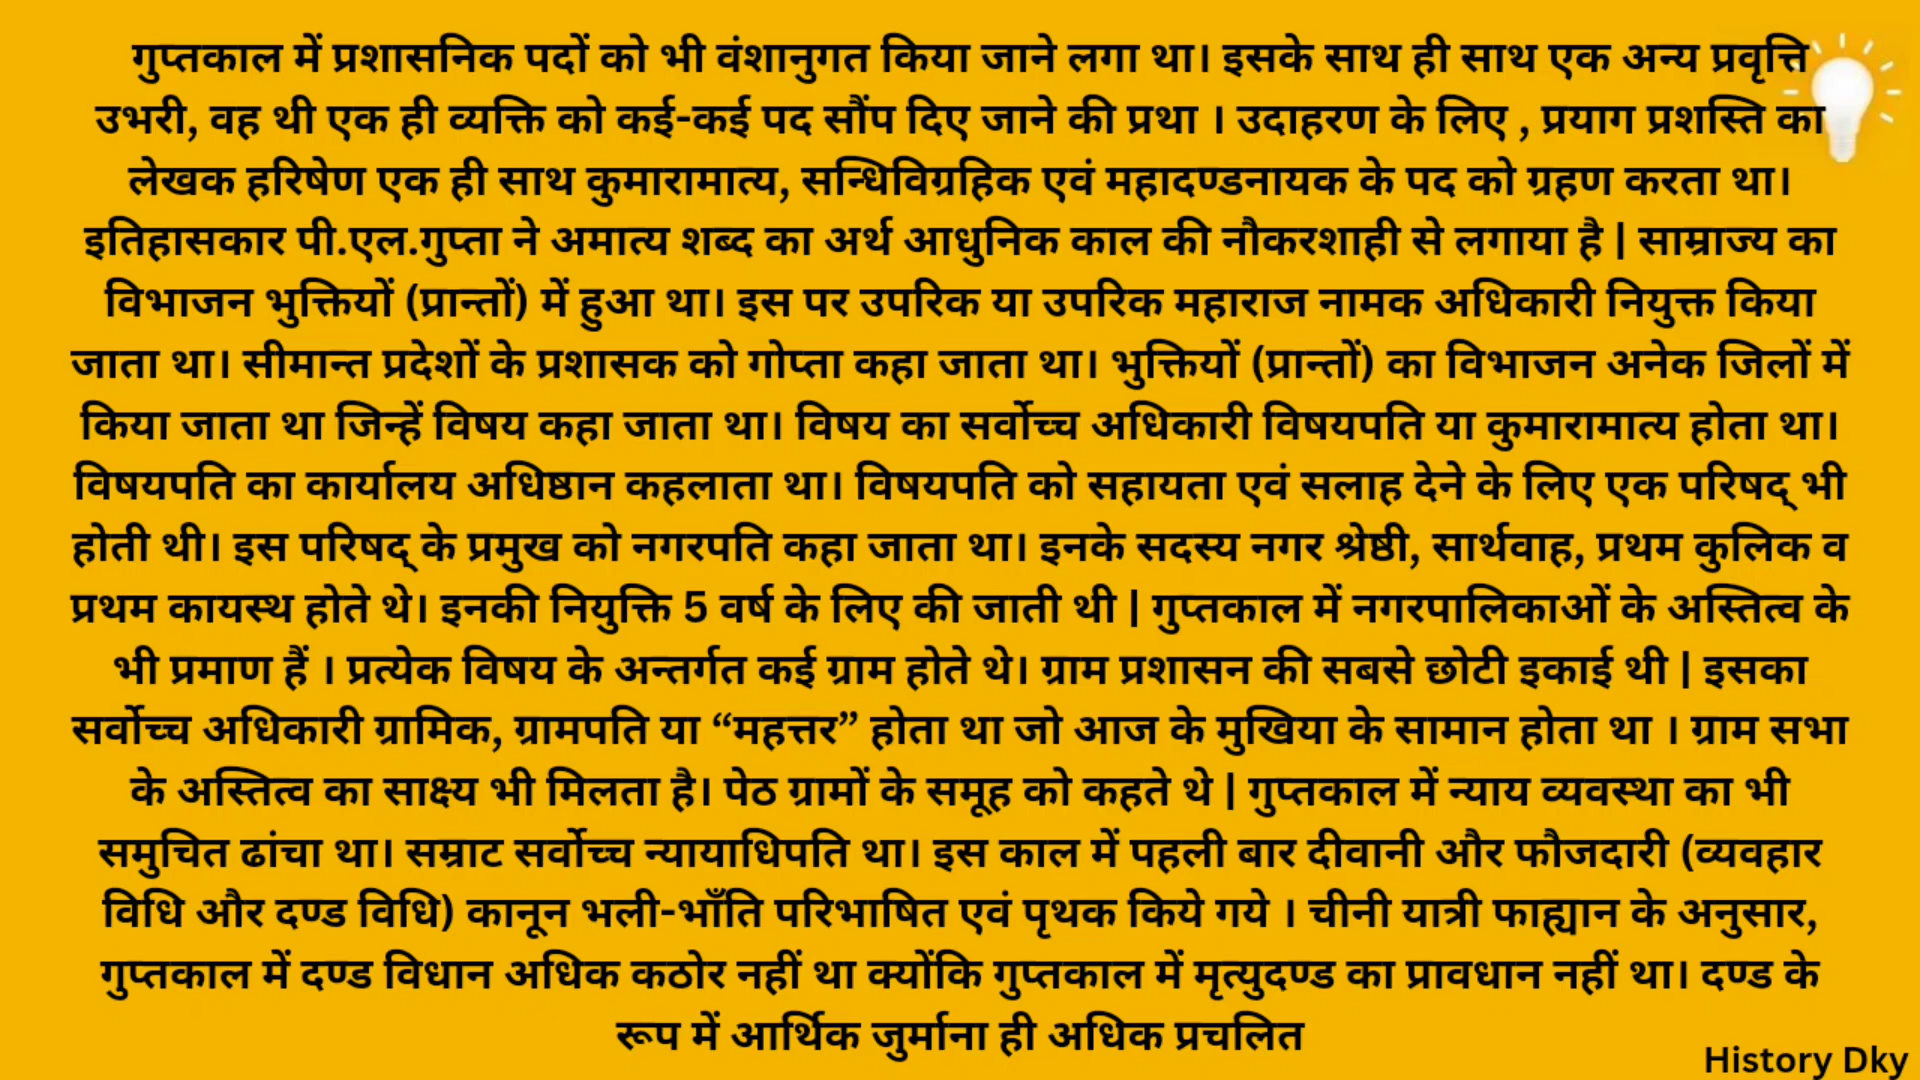 गुप्तकाल में प्रशासनिक पदों को भी वंशानुगत किया जाने लगा था। इसके साथ ही साथ एक अन्य प्रवृत्ति
उभरी, वह थी एक ही व्यक्ति को कई-कई पद सौंप दिए जाने की प्रथा । उदाहरण के लिए , प्रयाग प्रशस्ति का
लेखक हरिषेण एक ही साथ कुमारामात्य, सन्धिविग्रहिक एवं महादण्डनायक के पद को ग्रहण करता था।
इतिहासकार पी.एल.गुप्ता ने अमात्य शब्द का अर्थ आधुनिक काल की नौकरशाही से लगाया है | साम्राज्य का
विभाजन भुक्तियों (प्रान्तों) में हुआ था। इस पर उपरिक या उपरिक महाराज नामक अधिकारी नियुक्त किया
जाता था। सीमान्त प्रदेशों के प्रशासक को गोप्ता कहा जाता था। भुक्तियों (प्रान्तों) का विभाजन अनेक जिलों में
किया जाता था जिन्हें विषय कहा जाता था। विषय का सर्वोच्च अधिकारी विषयपति या कुमारामात्य होता था।
विषयपति का कार्यालय अधिष्ठान कहलाता था। विषयपति को सहायता एवं सलाह देने के लिए एक परिषद् भी
होती थी। इस परिषद् के प्रमुख को नगरपति कहा जाता था। इनके सदस्य नगर श्रेष्ठी, सार्थवाह, प्रथम कुलिक व
प्रथम कायस्थ होते थे। इनकी नियुक्ति 5 वर्ष के लिए की जाती थी | गुप्तकाल में नगरपालिकाओं के अस्तित्व के
भी प्रमाण हैं । प्रत्येक विषय के अन्तर्गत कई ग्राम होते थे। ग्राम प्रशासन की सबसे छोटी इकाई थी | इसका
सर्वोच्च अधिकारी ग्रामिक, ग्रामपति या “महत्तर” होता था जो आज के मुखिया के सामान होता था । ग्राम सभा
के अस्तित्व का साक्ष्य भी मिलता है। पेठ ग्रामों के समूह को कहते थे | गुप्तकाल में न्याय व्यवस्था का भी
समुचित ढांचा था। सम्राट सर्वोच्च न्यायाधिपति था। इस काल में पहली बार दीवानी और फौजदारी (व्यवहार
विधि और दण्ड विधि) कानून भली-भाँति परिभाषित एवं पृथक किये गये । चीनी यात्री फाह्यान के अनुसार,
गुप्तकाल में दण्ड विधान अधिक कठोर नहीं था क्योंकि गुप्तकाल में मृत्युदण्ड का प्रावधान नहीं था। दण्ड के
रूप में आर्थिक जुर्माना ही अधिक प्रचलित
History Dky